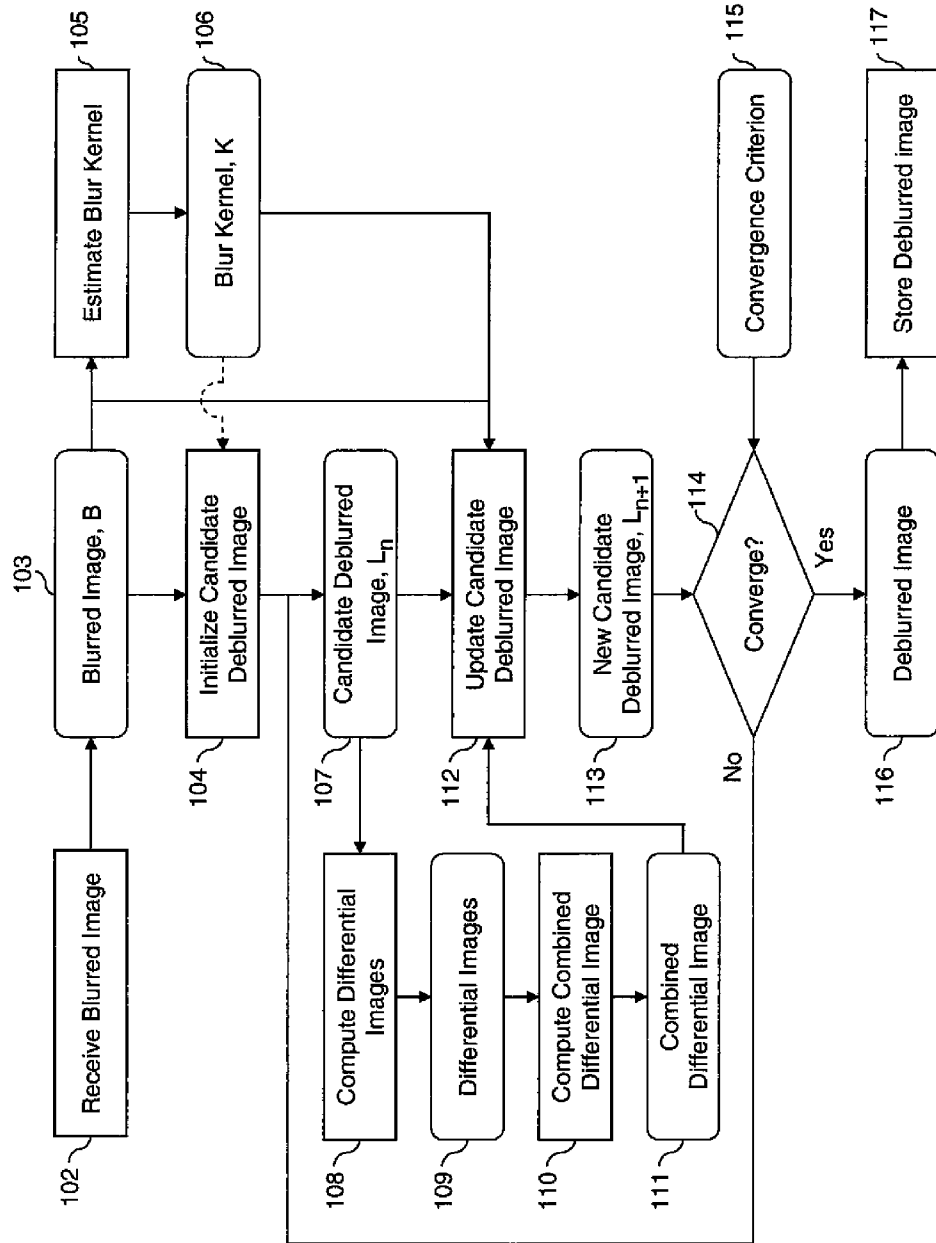 102
Receive Blurred Image
103
Blurred Image, B
105
Estimate Blur Kernel
104
Initialize Candidate
Deblurred Image
106
Blur Kernel, K
107
Candidate Deblurred
Image, Ln
108
Compute Differential
Images
109
Differential Images
110
Compute Combined
Differential Image
111
Combined
Differential Image
112
Update Candidate
Deblurred Image
113
New Candidate
Deblurred Image, Ln+1
114
Converge?
No
Yes
115
Convergence Criterion
116
Deblurred Image
117
Store Deblurred image